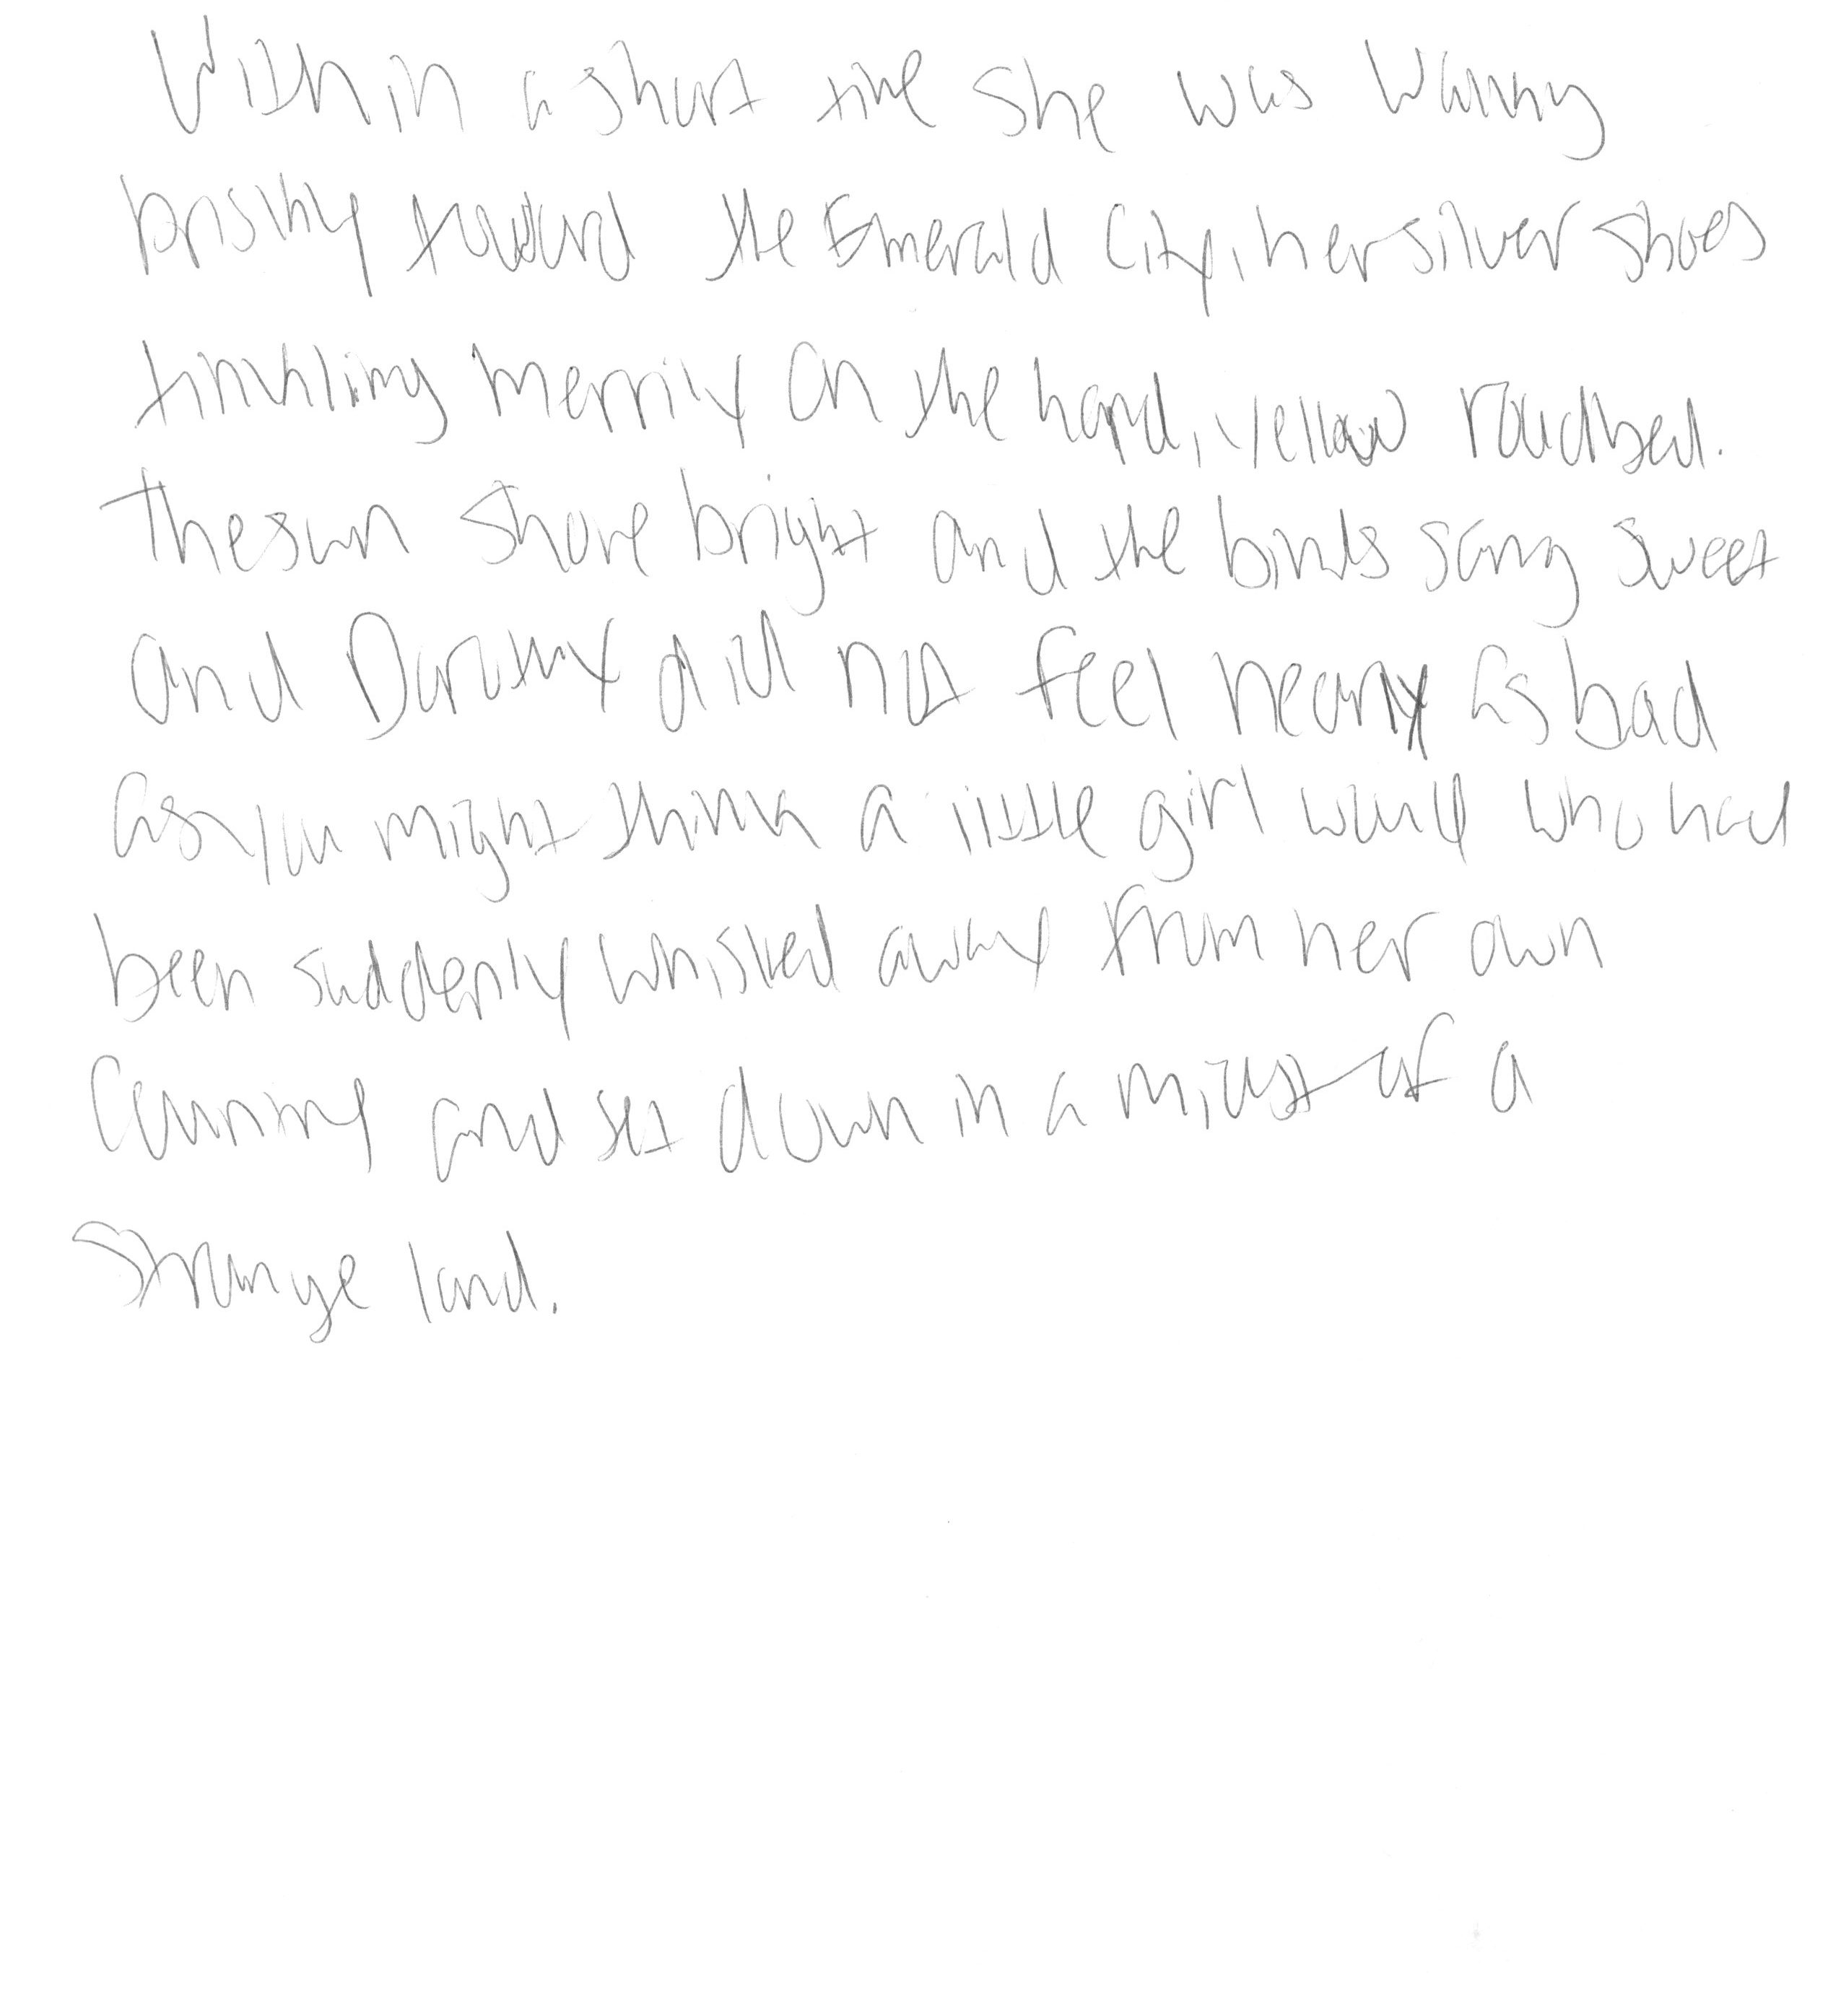 Within a short time she was walking
briskly toward the Emerald City, her silver shoes
tinkling merrily on the hard, yellow roadbed.
The sun shone bright and the birds sang sweet
and Dorothy did not feel nearly as bad
as you might think a little girl would who had
been suddenly whisked away from her own
country and set down in a midst of a
strange land.